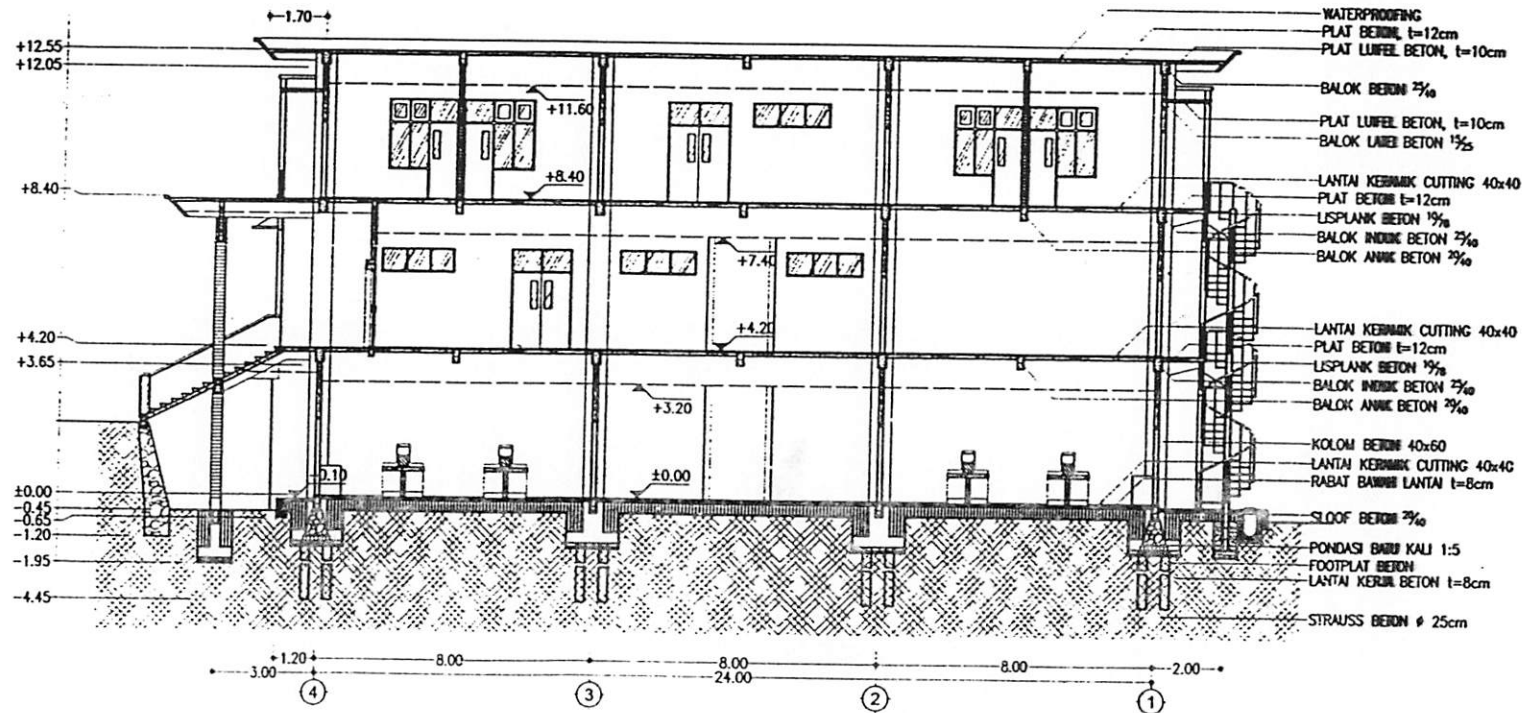 1.70
+12.55
+12.05
+11.60
+8.40
+8.40
+7.40
+4.20
+4.20
+3.65
+3.20
-0.10
±0.00
±0.00
-0.45
-0.65
-1.20
-1.95
-4.45
WATERPROOFING
PLAT BETON, t=12cm
PLAT LUIFEL BETON, t=10cm
BALOK BETON 25/40
PLAT LUIFEL BETON, t=10cm
BALOK LATEI BETON 15/25
LANTAI KERAMIK CUTTING 40x40
PLAT BETON t=12cm
LISPLANK BETON
BALOK INDUK BETON 25/40
BALOK ANAK BETON 20/40
LANTAI KERAMIK CUTTING 40x40
PLAT BETON t=12cm
LISPLANK BETON
BALOK INDUK BETON 25/40
BALOK ANAK BETON 20/40
KOLOM BETON 40x60
LANTAI KERAMIK CUTTING 40x40
RABAT BAWAH LANTAI t=8cm
SLOOF BETON 20/40
PONDASI BATU KALI 1:5
FOOTPLAT BETON
LANTAI KERJA BETON t=8cm
STRAUSS BETON ø 25cm
1.20 8.00 8.00 8.00 2.00
3.00 24.00
4 3 2 1